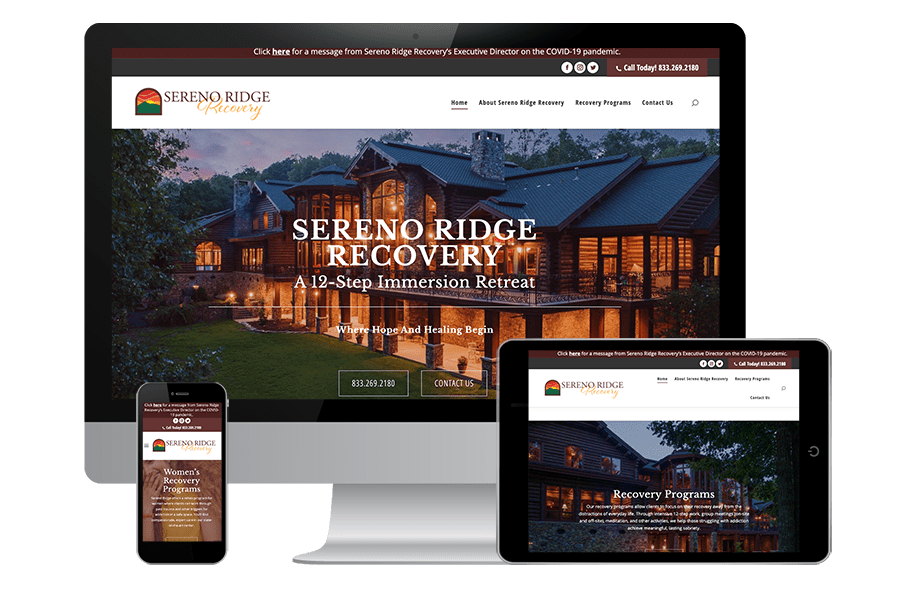 Click here for a message from Sereno Ridge Recovery's Executive Director on the COVID-19 pandemic.
Call Today! 833.269.2180
SERENO RIDGE
Recovery
Home About Sereno Ridge Recovery Recovery Programs Contact Us
SERENO RIDGE
RECOVERY
A 12-Step Immersion Retreat
Where Hope And Healing Begin
833.269.2180 CONTACT US
Click here for a message from Sereno Ridge
Recovery's Executive Director on the COVID-
19 pandemic.
Call Today! 833.269.2180
SERENO RIDGE
Recovery
Women's
Recovery
Programs
Click here for a message from Sereno Ridge Recovery's Executive Director on the COVID-19 pandemic.
Call Today! 833.269.2180
SERENO RIDGE
Recovery
Home About Sereno Ridge Recovery Recovery Programs
Contact Us
Recovery Programs
Our recovery programs allow clients to focus on their recovery away from the
distractions of everyday life. Through intensive 12-step work, group meetings (on-site
and off-site), meditation, and other activities, we help those struggling with addiction
achieve meaningful, lasting sobriety.